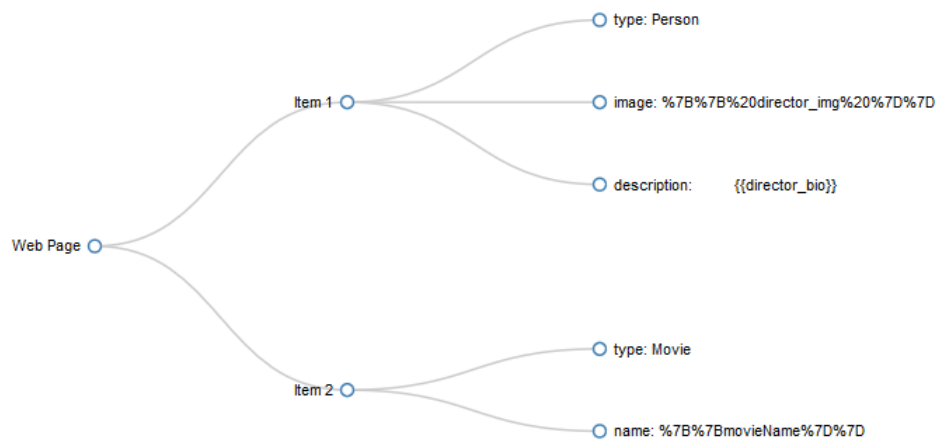 type: Person
Item 1
image: %7B%7B%20director_img%20%7D%7D
description: {{director_bio}}
Web Page
type: Movie
Item 2
name: %7B%7BmovieName%7D%7D